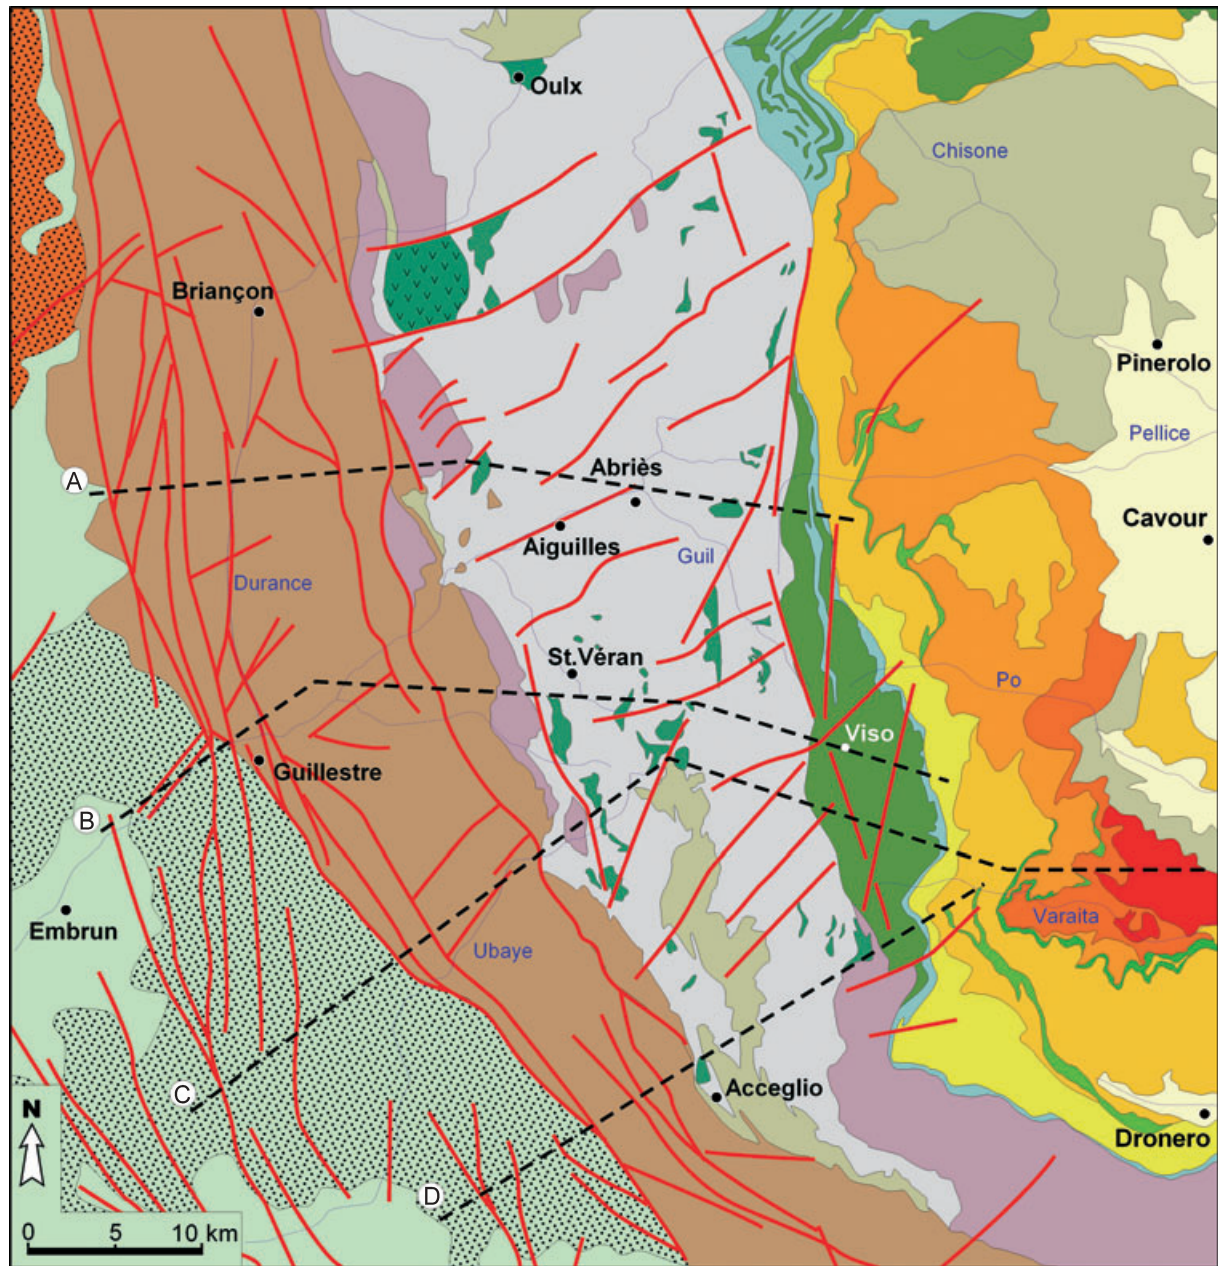 Oulx
Chisone
Briançon
Pinerolo
Pellice
A
Abriès
Cavour
Aiguilles
Guil
Durance
St.Véran
Po
Viso
Guillestre
B
Embrun
Varaita
Ubaye
C
Acceglio
N
Dronero
D
0 5 10 km